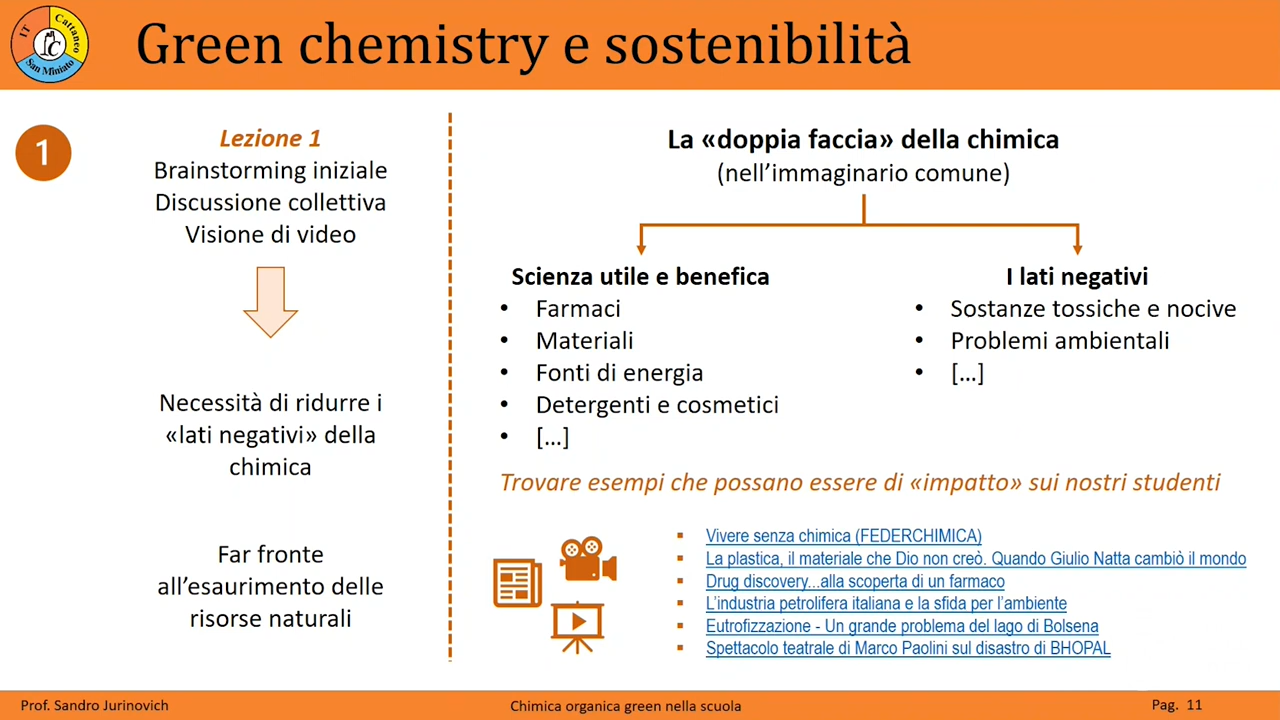 IT
Cattaneo
San Miniato
Green chemistry e sostenibilità
1
Lezione 1
Brainstorming iniziale
Discussione collettiva
Visione di video
Necessità di ridurre i
«lati negativi» della
chimica
Far fronte
all’esaurimento delle
risorse naturali
La «doppia faccia» della chimica
(nell’immaginario comune)
Scienza utile e benefica
• Farmaci
• Materiali
• Fonti di energia
• Detergenti e cosmetici
• [...]
I lati negativi
• Sostanze tossiche e nocive
• Problemi ambientali
• [...]
Trovare esempi che possano essere di «impatto» sui nostri studenti
▪ Vivere senza chimica (FEDERCHIMICA)
▪ La plastica, il materiale che Dio non creò. Quando Giulio Natta cambiò il mondo
▪ Drug discovery...alla scoperta di un farmaco
▪ L’industria petrolifera italiana e la sfida per l’ambiente
▪ Eutrofizzazione - Un grande problema del lago di Bolsena
▪ Spettacolo teatrale di Marco Paolini sul disastro di BHOPAL
Prof. Sandro Jurinovich
Chimica organica green nella scuola
Pag. 11